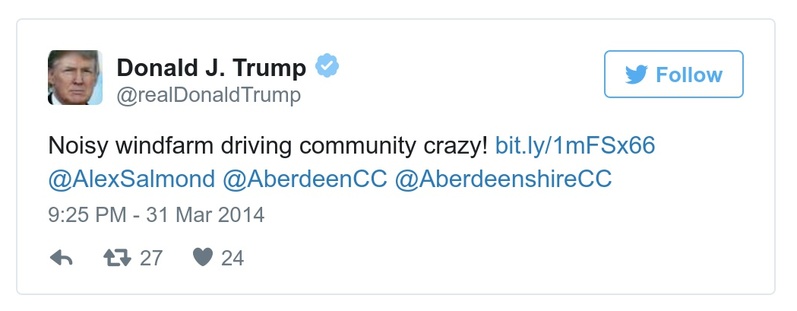 Donald J. Trump
@realDonaldTrump
Follow
Noisy windfarm driving community crazy! bit.ly/1mFSx66
@AlexSalmond @AberdeenCC @AberdeenshireCC
9:25 PM - 31 Mar 2014
27 24